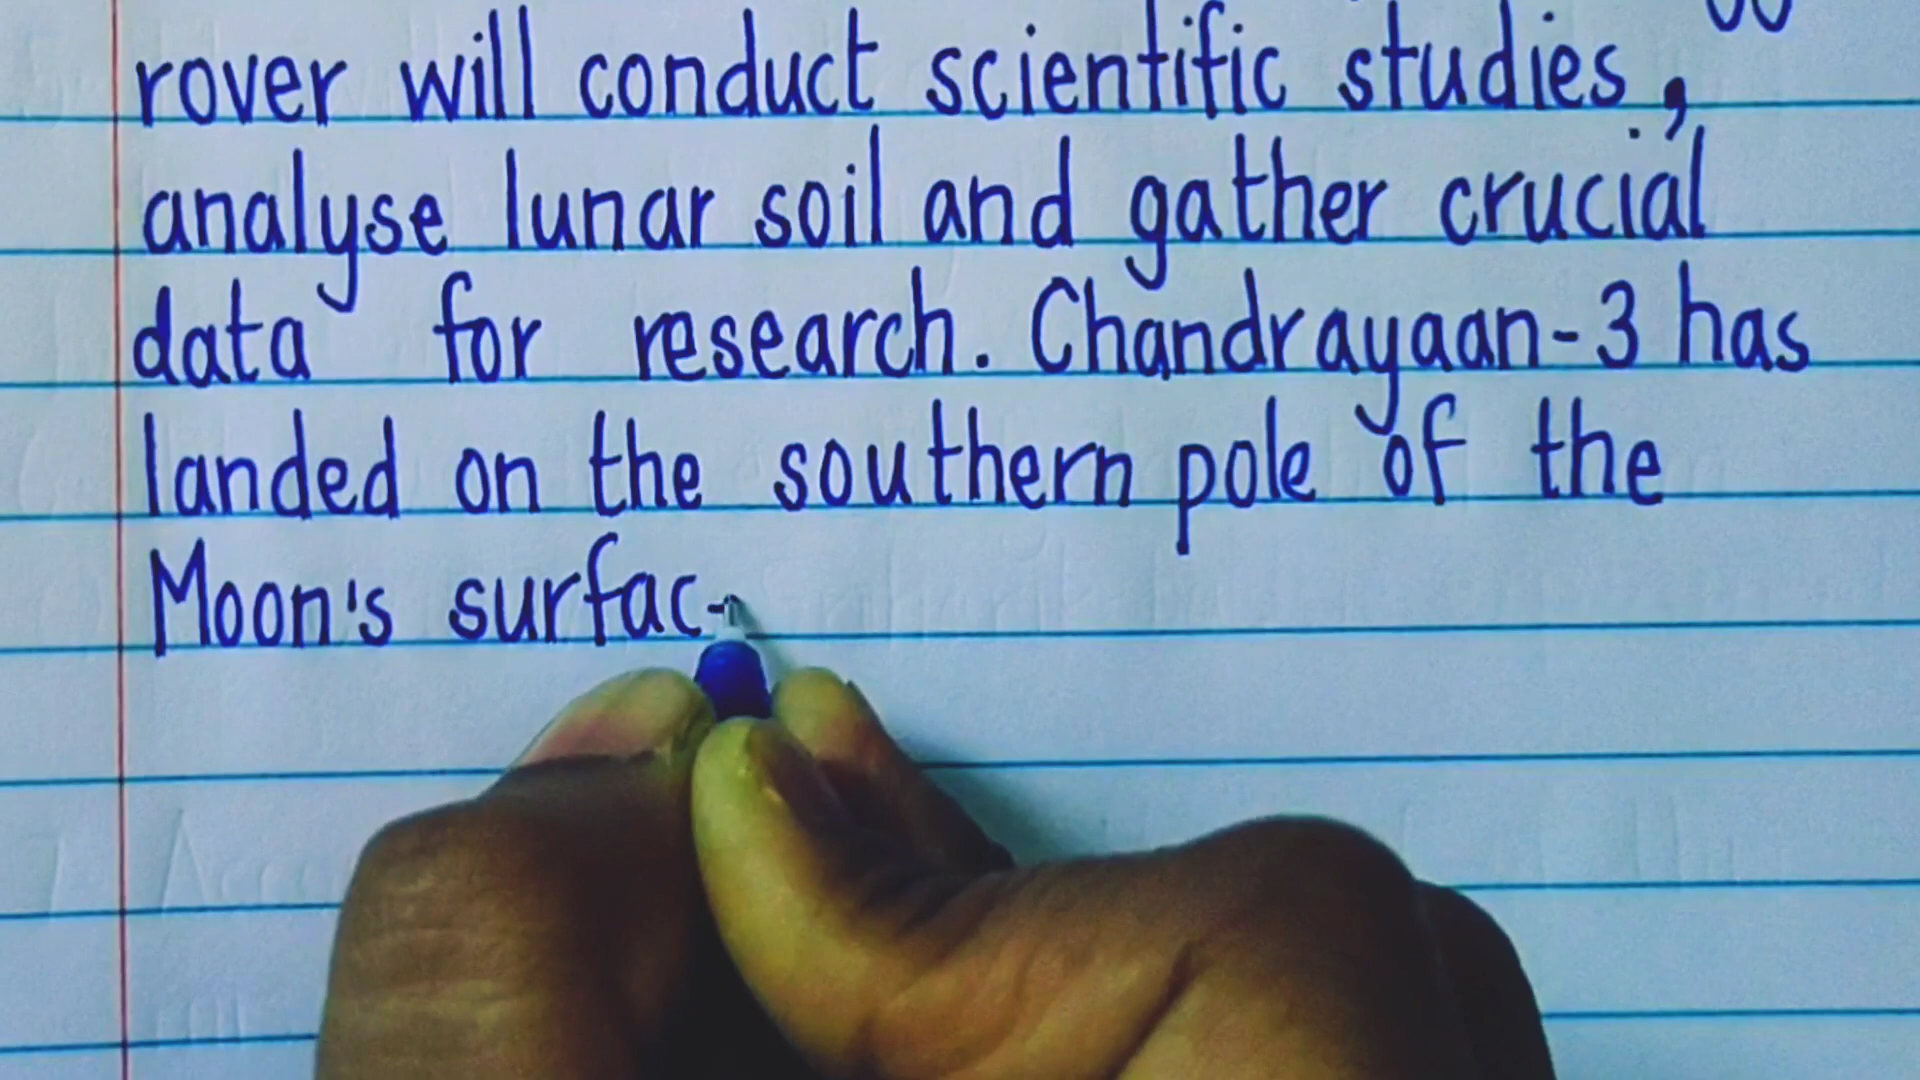 rover will conduct scientific studies,
analyse lunar soil and gather crucial
data for research. Chandrayaan-3 has
landed on the southern pole of the
Moon's surfac